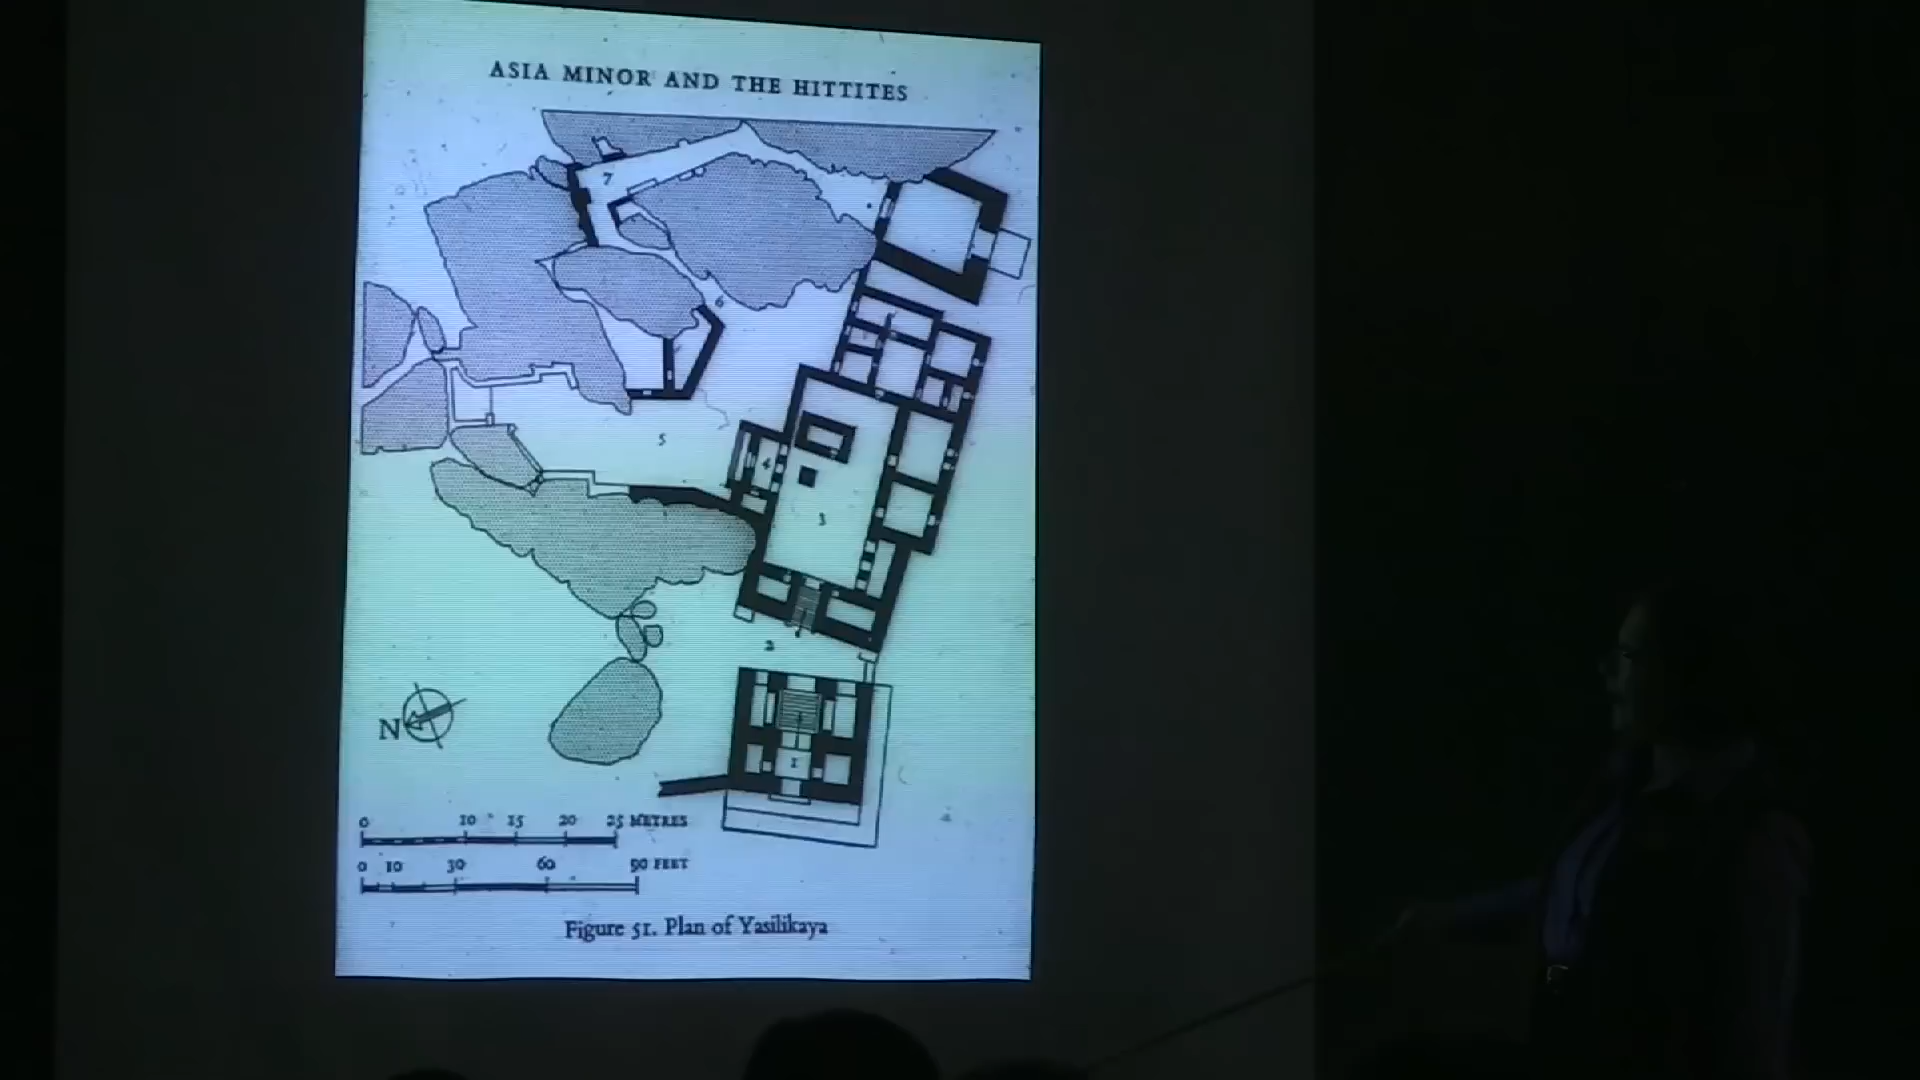 ASIA MINOR AND THE HITTITES
7
6
5
4
3
2
N
1
0 10 15 20 25 METRES
0 10 30 60 90 FEET
Figure 51. Plan of Yasilikaya